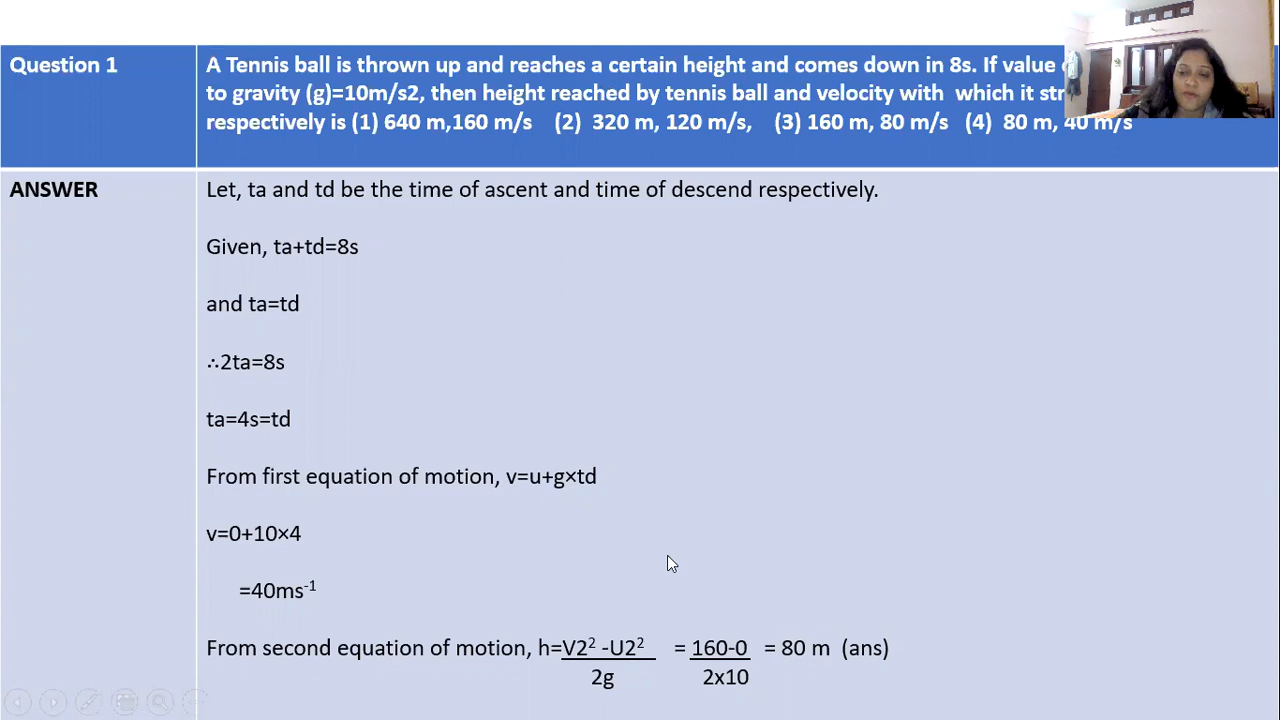 Question 1
A Tennis ball is thrown up and reaches a certain height and comes down in 8s. If value
to gravity (g)=10m/s2, then height reached by tennis ball and velocity with which it
respectively is (1) 640 m,160 m/s (2) 320 m, 120 m/s, (3) 160 m, 80 m/s (4) 80 m, 40 m/s
ANSWER
Let, ta and td be the time of ascent and time of descend respectively.
Given, ta+td=8s
and ta=td
∴2ta=8s
ta=4s=td
From first equation of motion, v=u+g×td
v=0+10×4
=40ms⁻¹
From second equation of motion, h=V2² -U2² = 160-0 = 80 m (ans)
2g 2x10